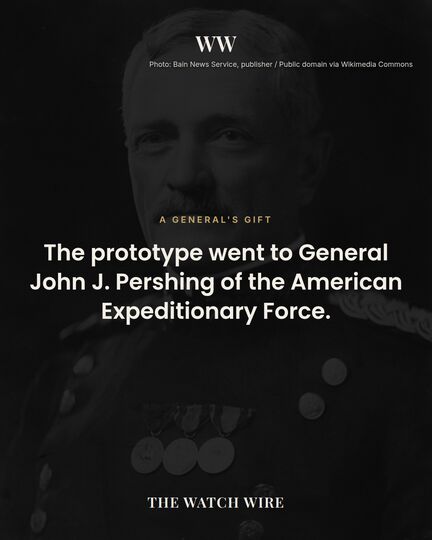 WW
Photo: Bain News Service, publisher / Public domain via Wikimedia Commons
A GENERAL'S GIFT
The prototype went to General
John J. Pershing of the American
Expeditionary Force.
THE WATCH WIRE